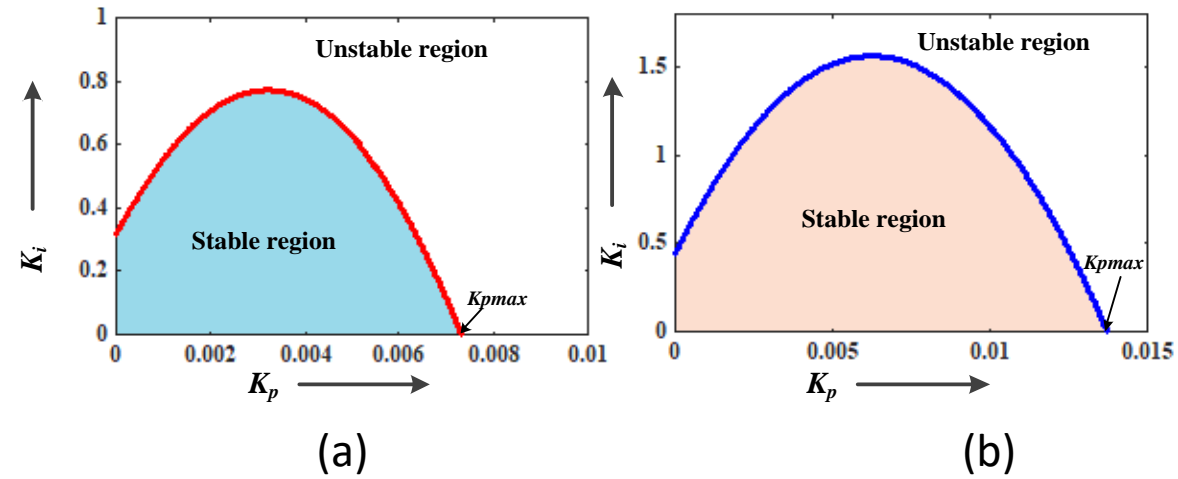 1
0.8
0.6
0.4
0.2
0
Ki
Unstable region
Stable region
Kpmax
0 0.002 0.004 0.006 0.008 0.01
Kp
(a)
1.5
1
0.5
0
Ki
Unstable region
Stable region
Kpmax
0 0.005 0.01 0.015
Kp
(b)